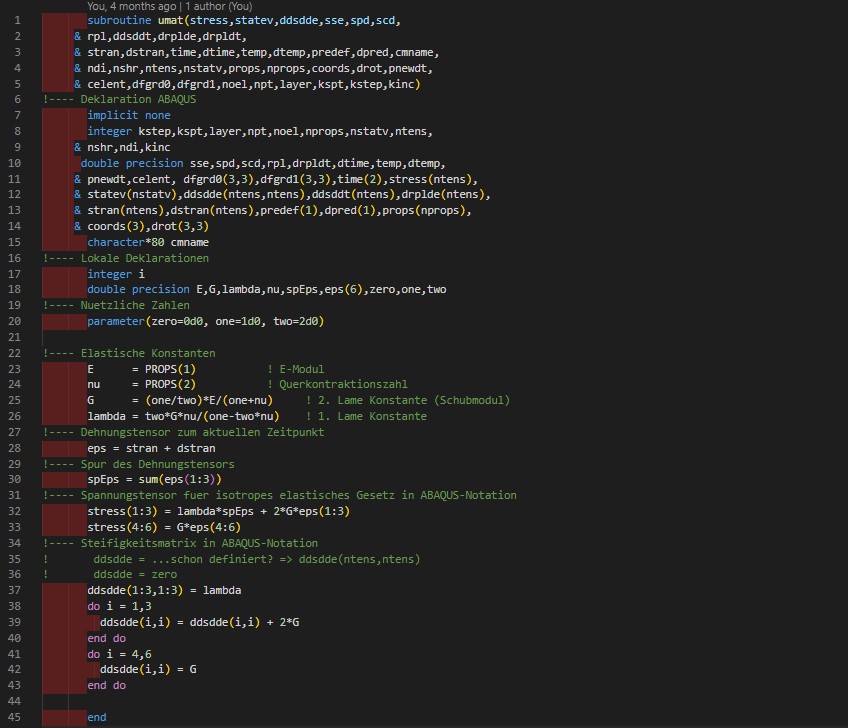 You, 4 months ago | 1 author (You)
1 subroutine umat(stress,statev,ddsdde,sse,spd,scd,
2 & rpl,ddsddt,drplde,drpldt,
3 & stran,dstran,time,dtime,temp,dtemp,predef,dpred,cmname,
4 & ndi,nshr,ntens,nstatv,props,nprops,coords,drot,pnewdt,
5 & celent,dfgrd0,dfgrd1,noel,npt,layer,kspt,kstep,kinc)
6 !---- Deklaration ABAQUS
7 implicit none
8 integer kstep,kspt,layer,npt,noel,nprops,nstatv,ntens,
9 & nshr,ndi,kinc
10 double precision sse,spd,scd,rpl,drpldt,dtime,temp,dtemp,
11 & pnewdt,celent, dfgrd0(3,3),dfgrd1(3,3),time(2),stress(ntens),
12 & statev(nstatv),ddsdde(ntens,ntens),ddsddt(ntens),drplde(ntens),
13 & stran(ntens),dstran(ntens),predef(1),dpred(1),props(nprops),
14 & coords(3),drot(3,3)
15 character*80 cmname
16 !---- Lokale Deklarationen
17 integer i
18 double precision E,G,lambda,nu,spEps,eps(6),zero,one,two
19 !---- Nuetzliche Zahlen
20 parameter(zero=0d0, one=1d0, two=2d0)
21
22 !---- Elastische Konstanten
23 E = PROPS(1) ! E-Modul
24 nu = PROPS(2) ! Querkontraktionszahl
25 G = (one/two)*E/(one+nu) ! 2. Lame Konstante (Schubmodul)
26 lambda = two*G*nu/(one-two*nu) ! 1. Lame Konstante
27 !---- Dehnungstensor zum aktuellen Zeitpunkt
28 eps = stran + dstran
29 !---- Spur des Dehnungstensors
30 spEps = sum(eps(1:3))
31 !---- Spannungstensor fuer isotropes elastisches Gesetz in ABAQUS-Notation
32 stress(1:3) = lambda*spEps + 2*G*eps(1:3)
33 stress(4:6) = G*eps(4:6)
34 !---- Steifigkeitsmatrix in ABAQUS-Notation
35 ! ddsdde = ...schon definiert? => ddsdde(ntens,ntens)
36 ! ddsdde = zero
37 ddsdde(1:3,1:3) = lambda
38 do i = 1,3
39 ddsdde(i,i) = ddsdde(i,i) + 2*G
40 end do
41 do i = 4,6
42 ddsdde(i,i) = G
43 end do
44
45 end